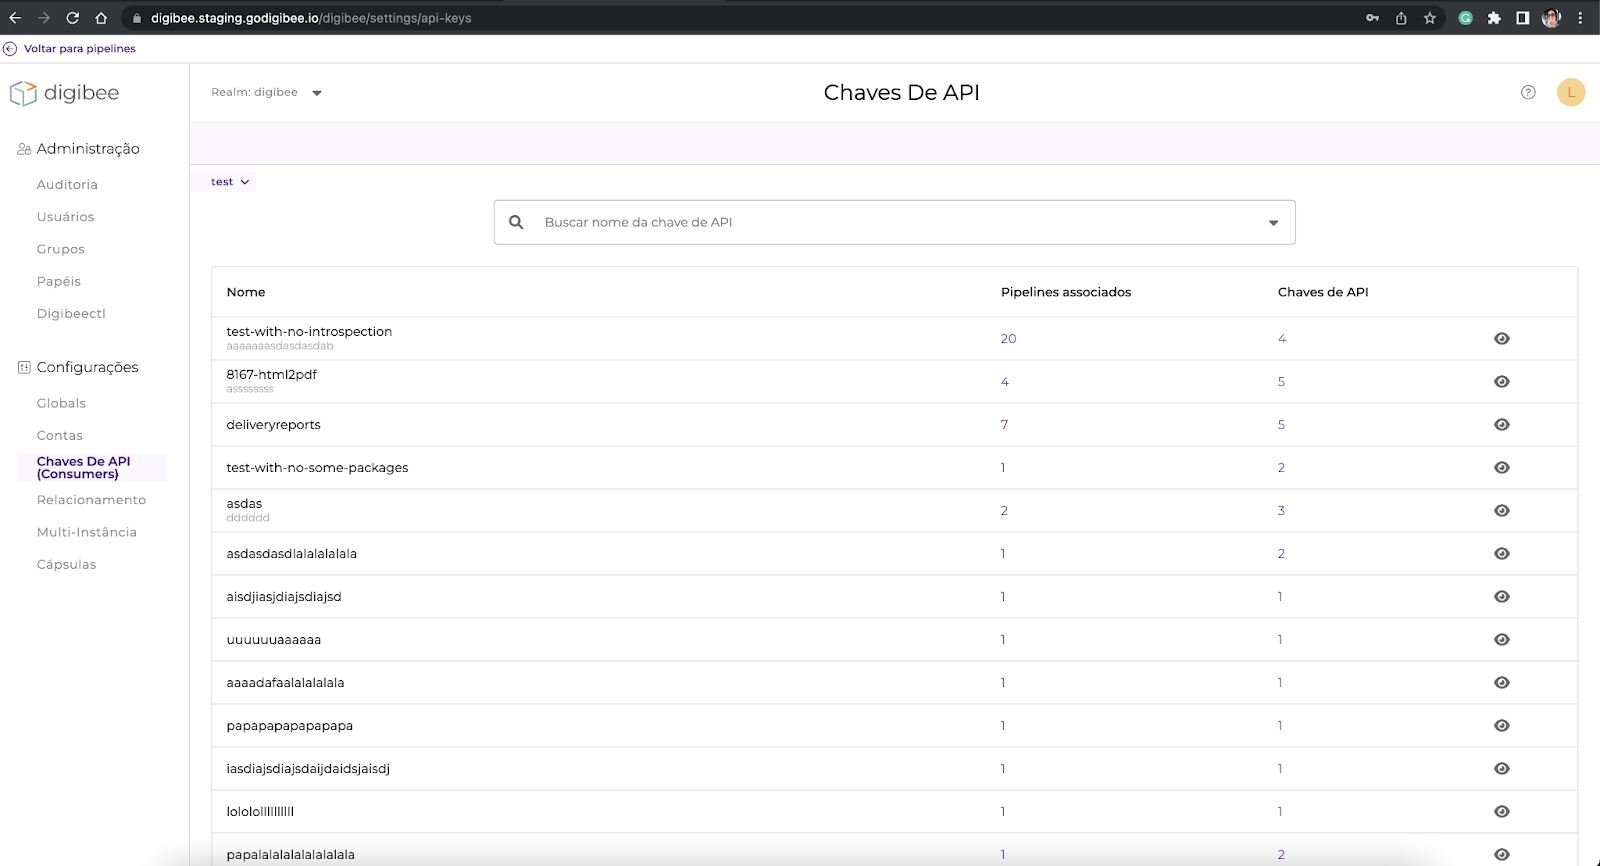 digibee.staging.godigibee.io/digibee/settings/api-keys
Voltar para pipelines
digibee
Realm: digibee
Chaves De API
?
L
Administração
Auditoria
Usuários
Grupos
Papéis
Digibeectl
Configurações
Globals
Contas
Chaves De API
(Consumers)
Relacionamento
Multi-Instância
Cápsulas
test
Buscar nome da chave de API
Nome Pipelines associados Chaves de API
test-with-no-introspection 20 4
aaaaaaasdasdasdab
8167-html2pdf 4 5
assssssss
deliveryreports 7 5
test-with-no-some-packages 1 2
asdas 2 3
dddddd
asdasdasdlalalalalala 1 2
aisdjiasjdiajsdiajsd 1 1
uuuuuuaaaaaa 1 1
aaaadafaalalalalala 1 1
papapapapapapapa 1 1
iasdiajsdiajsdaijdaidsjaisdj 1 1
lolololllllllllll 1 1
papalalalalalalalalala 1 2